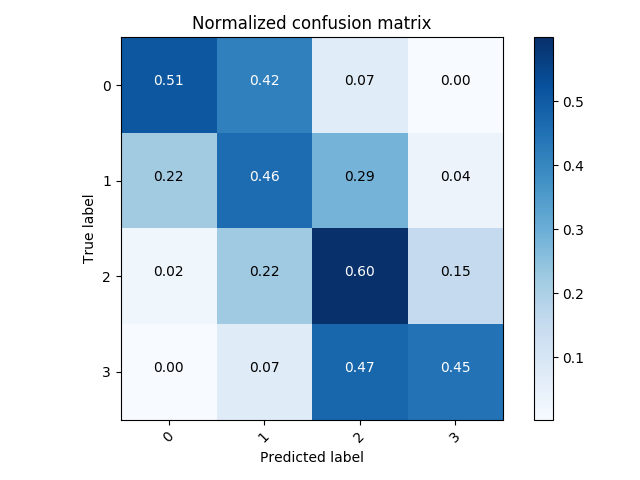 Normalized confusion matrix
True label
0 0.51 0.42 0.07 0.00
1 0.22 0.46 0.29 0.04
2 0.02 0.22 0.60 0.15
3 0.00 0.07 0.47 0.45
0 1 2 3
Predicted label
0.5
0.4
0.3
0.2
0.1